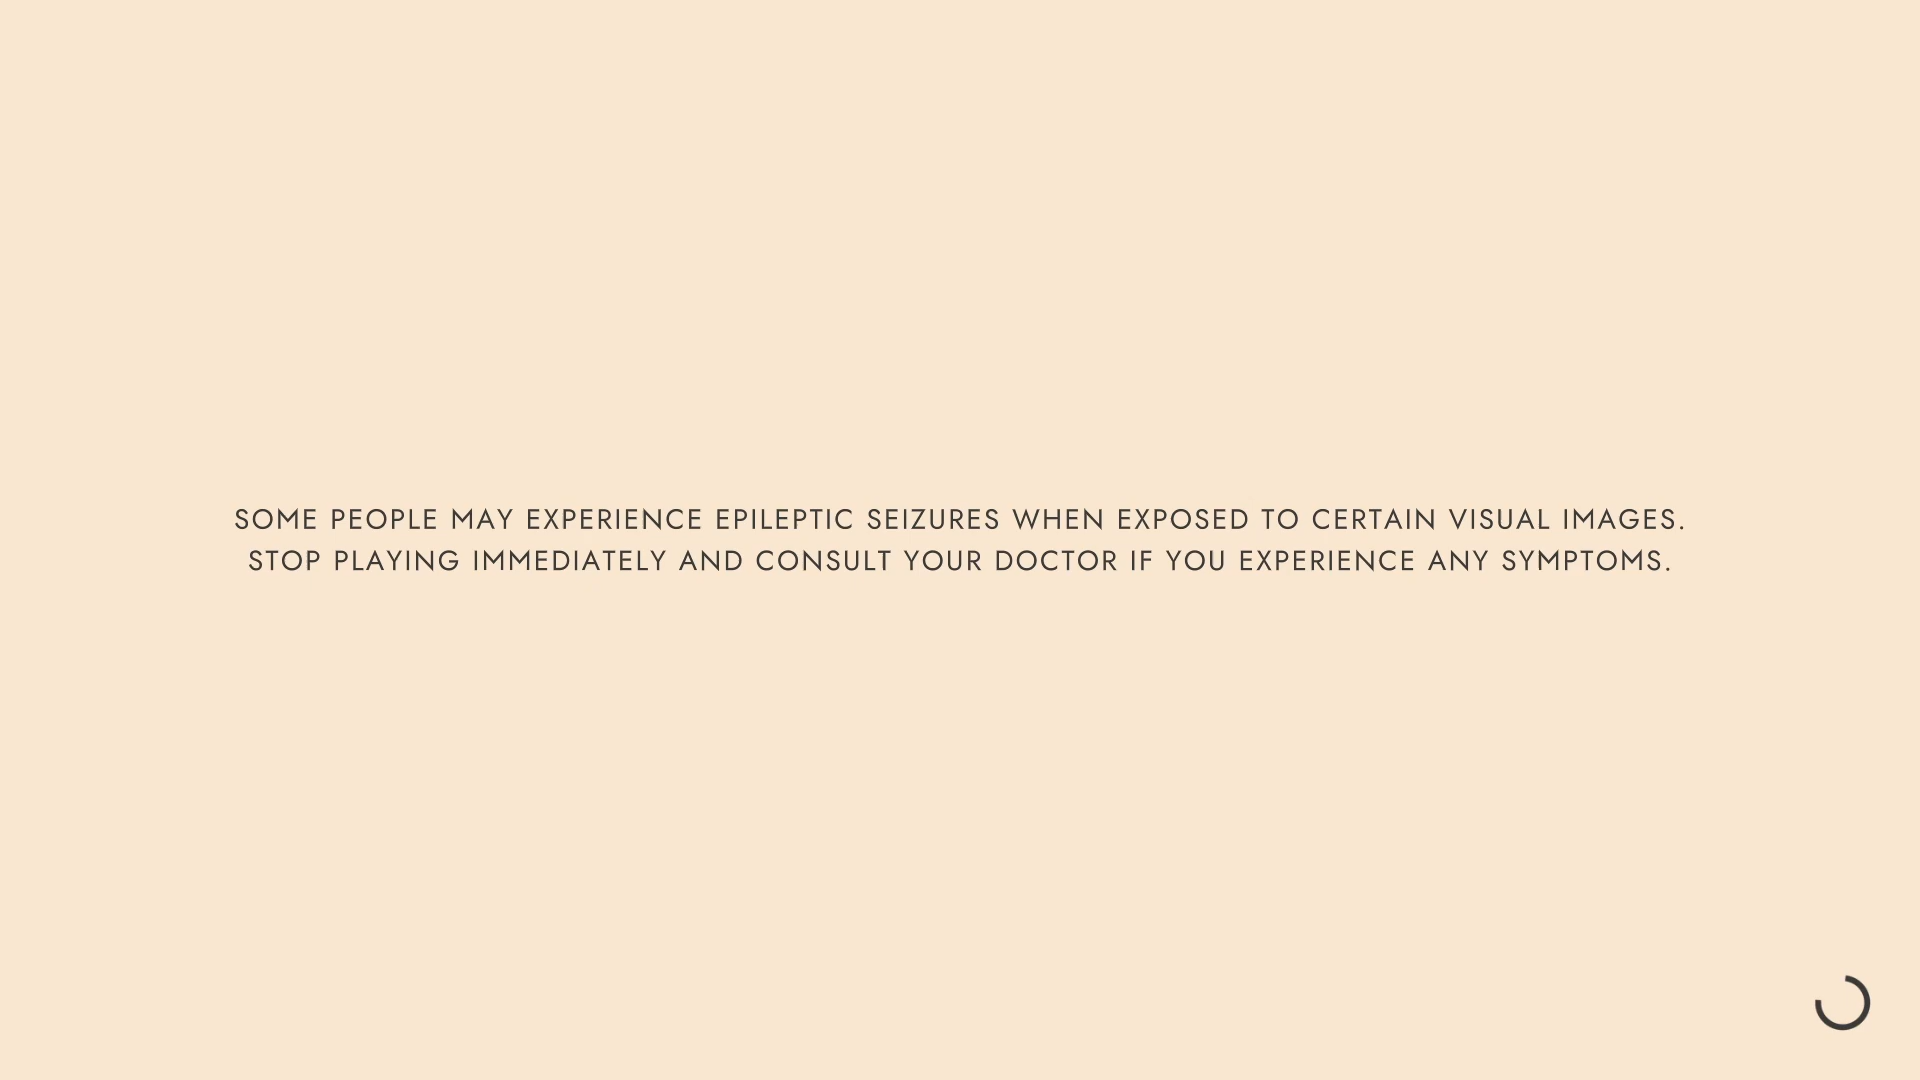 SOME PEOPLE MAY EXPERIENCE EPILEPTIC SEIZURES WHEN EXPOSED TO CERTAIN VISUAL IMAGES.
STOP PLAYING IMMEDIATELY AND CONSULT YOUR DOCTOR IF YOU EXPERIENCE ANY SYMPTOMS.